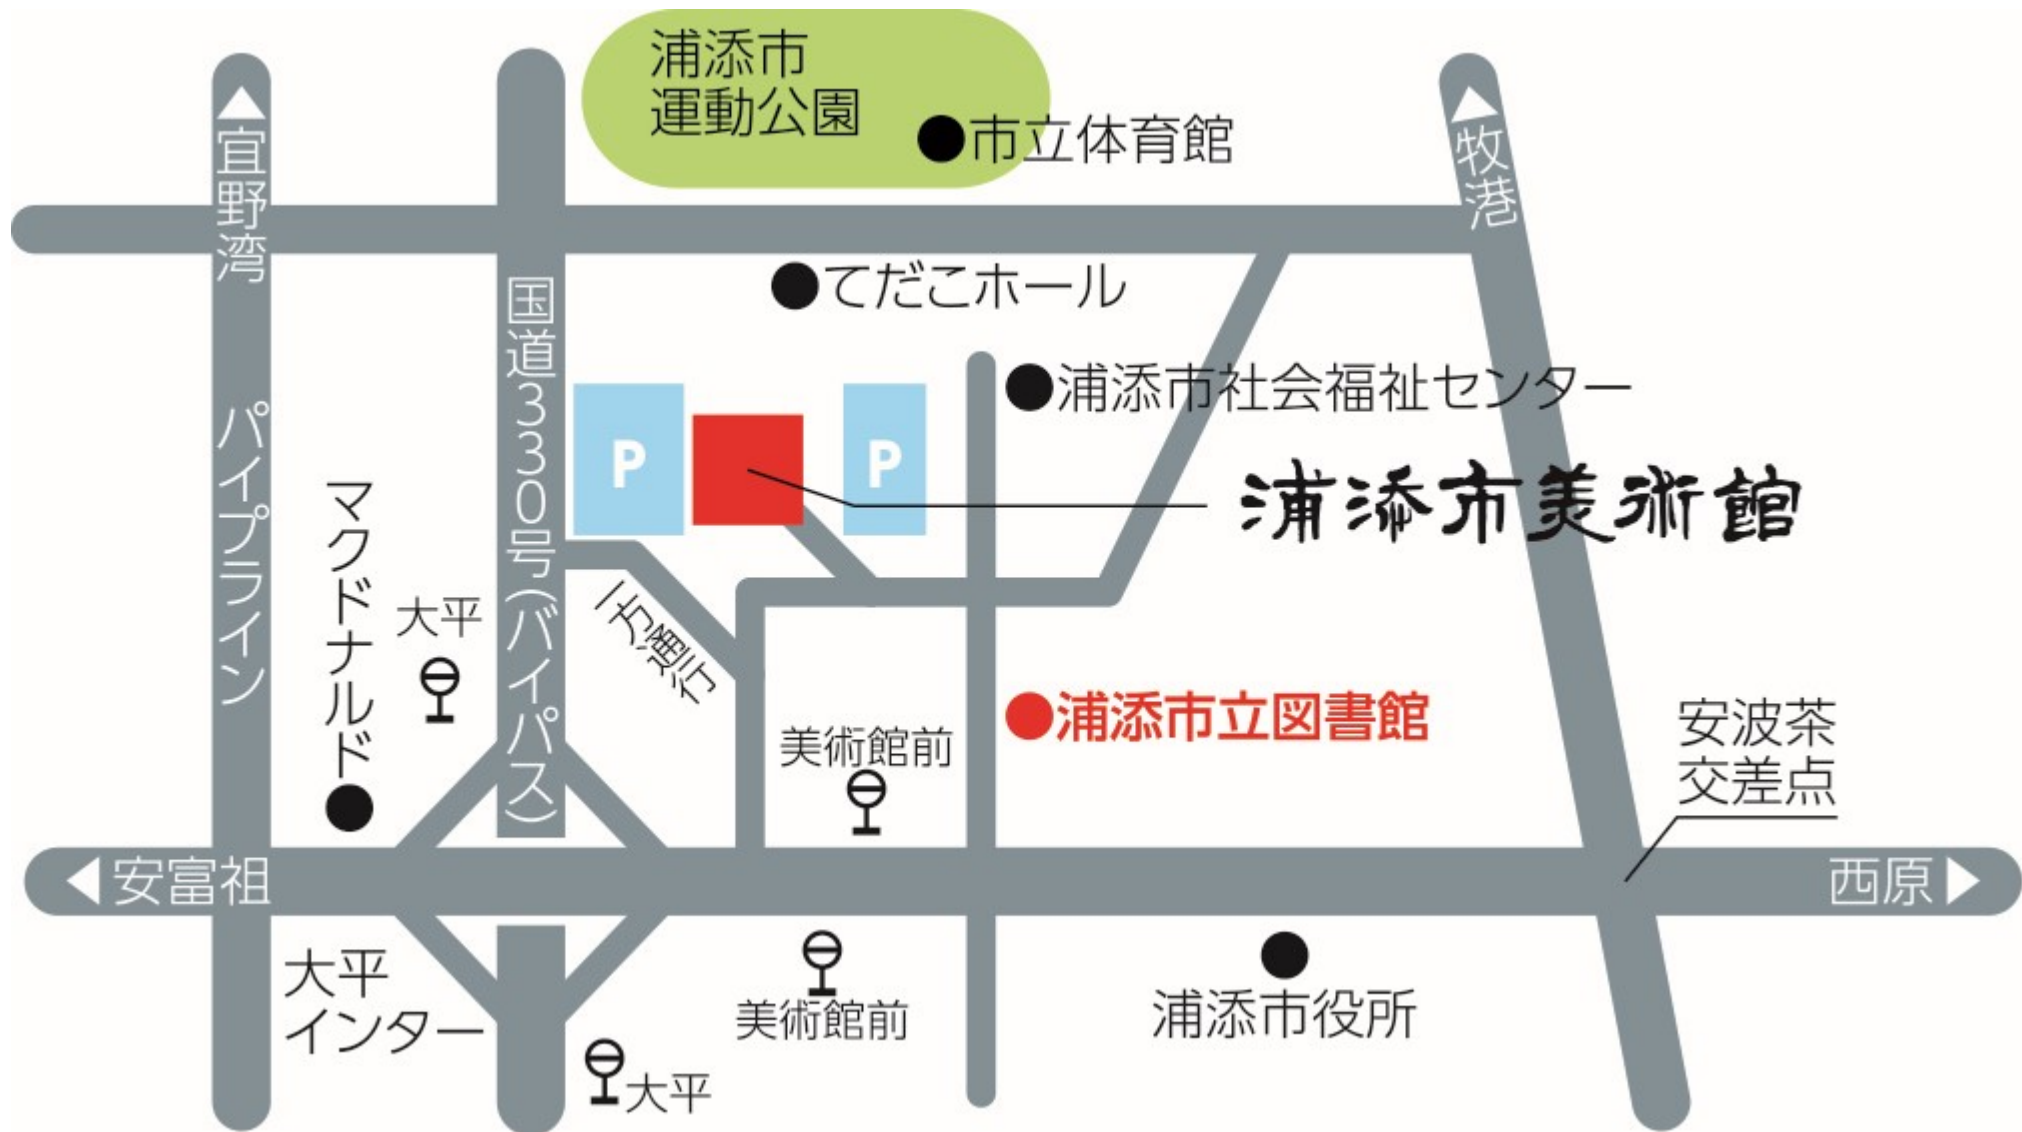 浦添市
運動公園
市立体育館
宜野湾
牧港
てだこホール
国道330号(バイパス)
浦添市社会福祉センター
パイプライン
P
P
浦添市美術館
マクドナルド
大平
一方通行
浦添市立図書館
美術館前
安波茶
交差点
安富祖
西原
大平
インター
美術館前
浦添市役所
大平